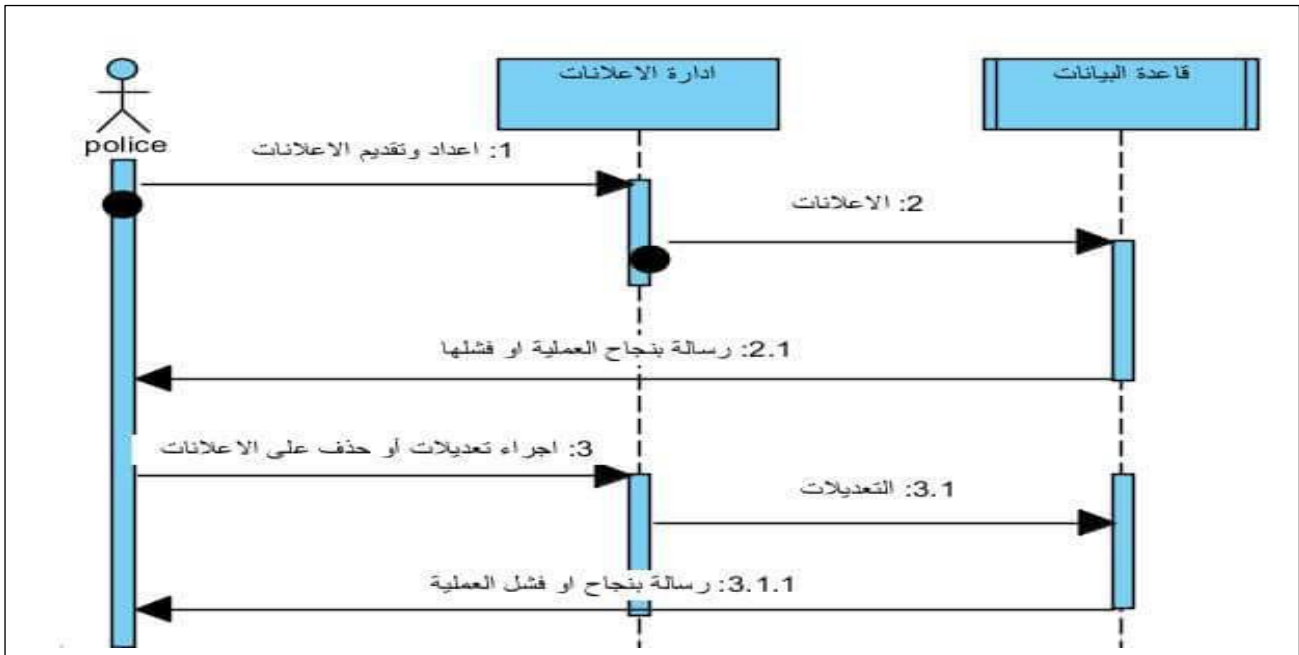 ادارة الاعلانات
قاعدة البيانات
police
1: اعداد وتقديم الاعلانات
2: الاعلانات
2.1: رسالة بنجاح العملية او فشلها
3: اجراء تعديلات أو حذف على الاعلانات
3.1: التعديلات
3.1.1: رسالة بنجاح او فشل العملية